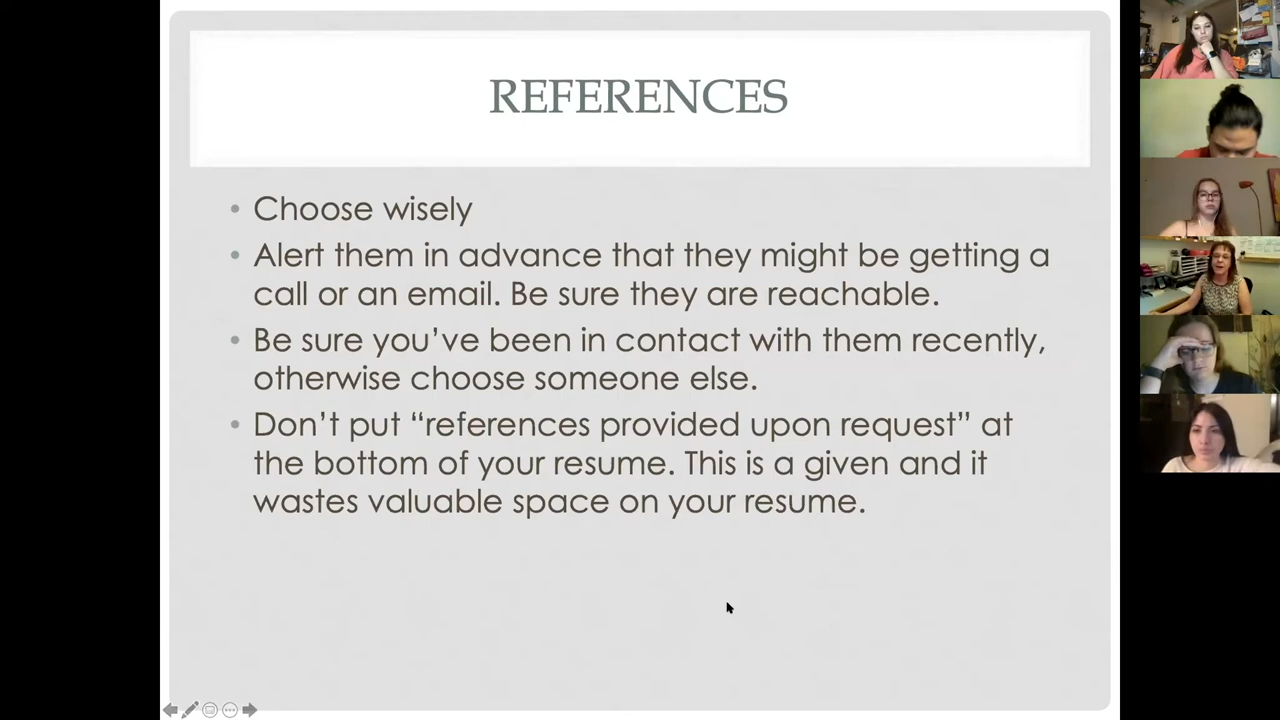 REFERENCES
• Choose wisely
• Alert them in advance that they might be getting a
call or an email. Be sure they are reachable.
• Be sure you’ve been in contact with them recently,
otherwise choose someone else.
• Don’t put “references provided upon request” at
the bottom of your resume. This is a given and it
wastes valuable space on your resume.